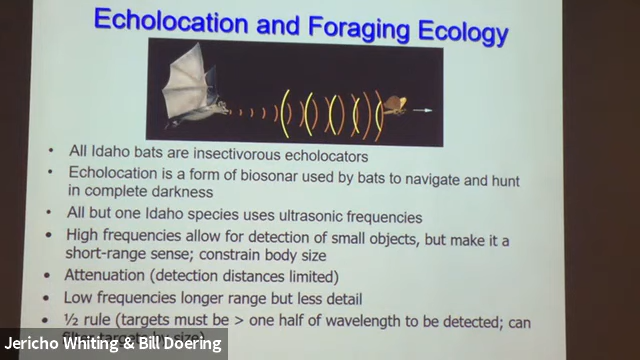 Echolocation and Foraging Ecology
• All Idaho bats are insectivorous echolocators
• Echolocation is a form of biosonar used by bats to navigate and hunt
in complete darkness
• All but one Idaho species uses ultrasonic frequencies
• High frequencies allow for detection of small objects, but make it a
short-range sense; constrain body size
• Attenuation (detection distances limited)
• Low frequencies longer range but less detail
• ½ rule (targets must be > one half of wavelength to be detected; can
filter targets by size)
Jericho Whiting & Bill Doering